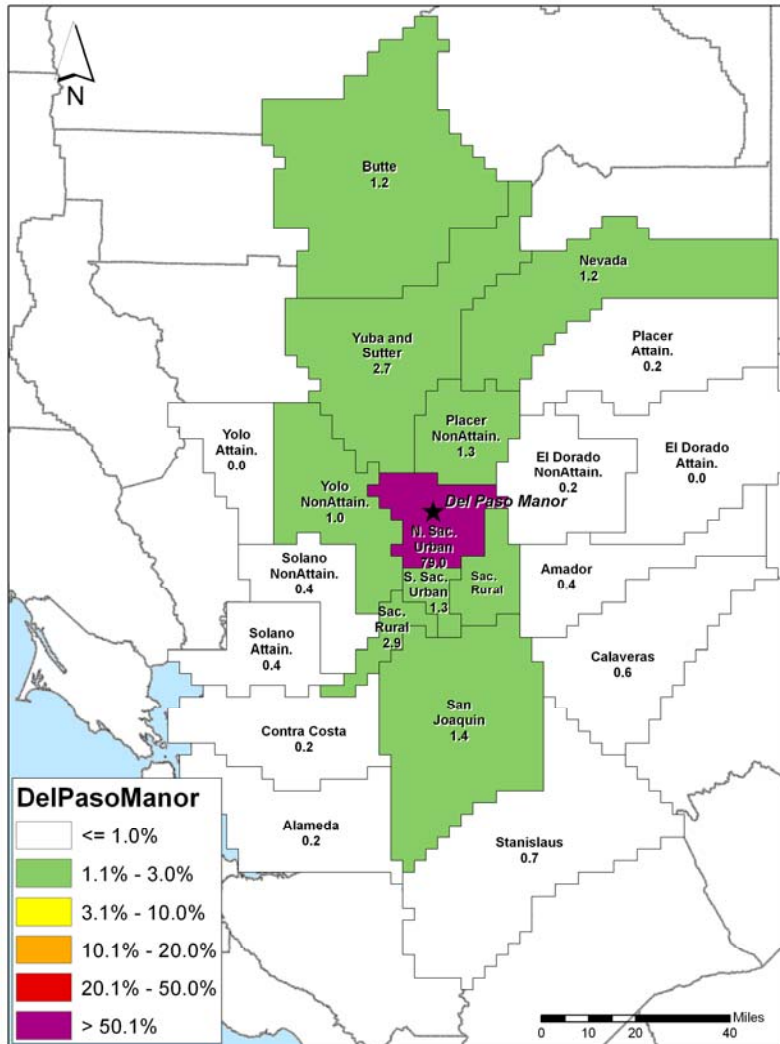 N
Butte
1.2
Nevada
1.2
Yuba and
Sutter
2.7
Placer
Attain.
0.2
Placer
NonAttain.
1.3
Yolo
Attain.
0.0
El Dorado
NonAttain.
0.2
El Dorado
Attain.
0.0
Yolo
NonAttain.
1.0
Del Paso Manor
N. Sac.
Urban
79.0
Solano
NonAttain.
0.4
S. Sac.
Urban
1.3
Sac.
Rural
Amador
0.4
Sac.
Rural
2.9
Solano
Attain.
0.4
Calaveras
0.6
San
Joaquin
1.4
Contra Costa
0.2
Alameda
0.2
Stanislaus
0.7
DelPasoManor
<= 1.0%
1.1% - 3.0%
3.1% - 10.0%
10.1% - 20.0%
20.1% - 50.0%
> 50.1%
Miles
0 10 20 40